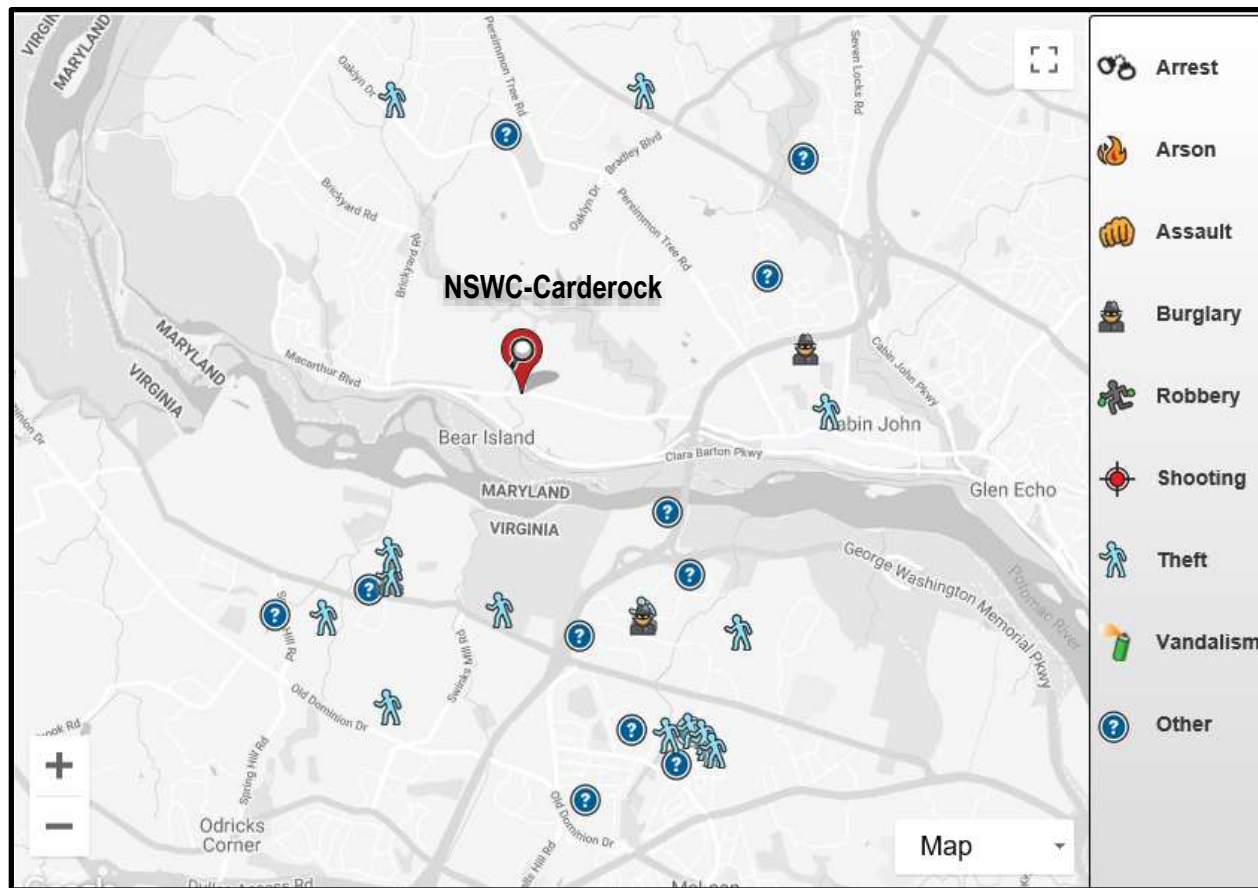 VIRGINIA
MARYLAND
Oaklyn Dr
Persimmon Tree Rd
Seven Locks Rd
Bradley Blvd
Oaklyn Dr
Brickyard Rd
Persimmon Tree Rd
Brickyard Rd
NSWC-Carderock
MARYLAND
VIRGINIA
Macarthur Blvd
Cabin John Pkwy
Bear Island
Clara Barton Pkwy
Glen Echo
MARYLAND
VIRGINIA
George Washington Memorial Pkwy
Potomac River
Swinks Mill Rd
Old Dominion Dr
Spring Hill Rd
Old Dominion Dr
Odricks
Corner
Map
Arrest
Arson
Assault
Burglary
Robbery
Shooting
Theft
Vandalism
Other